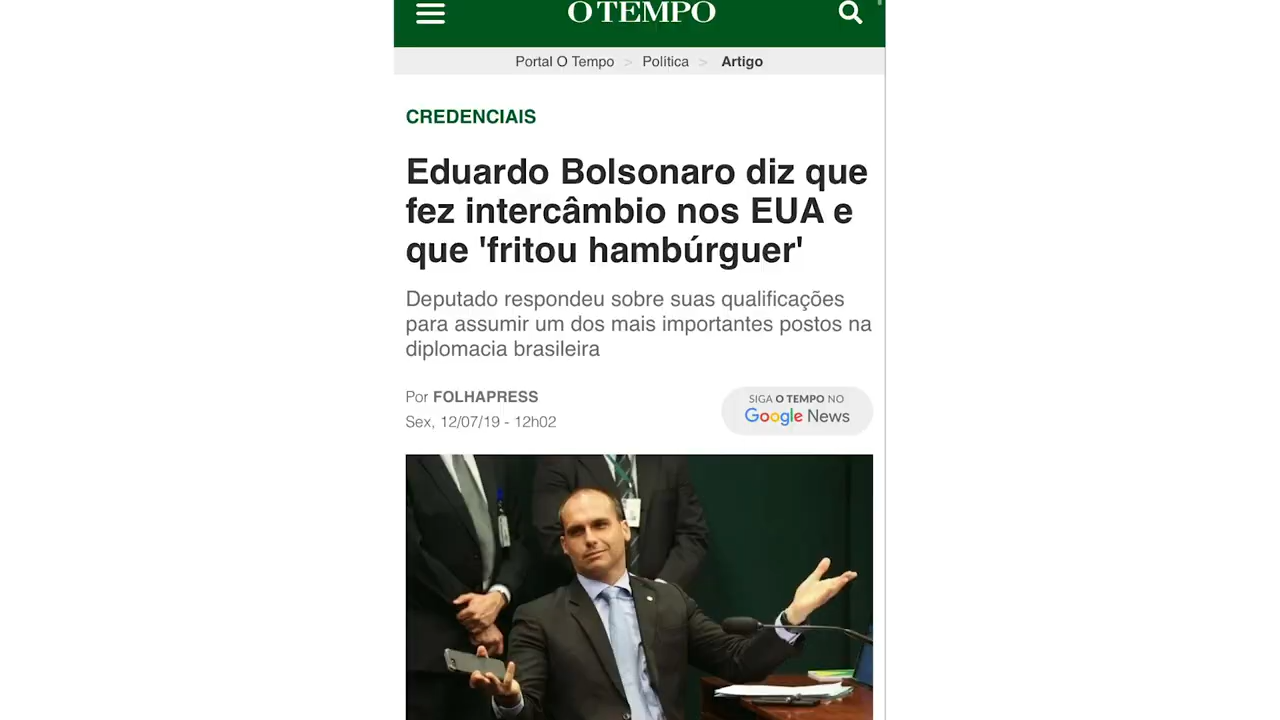 O TEMPO
Portal O Tempo > Política > Artigo
CREDENCIAIS
Eduardo Bolsonaro diz que
fez intercâmbio nos EUA e
que 'fritou hambúrguer'
Deputado respondeu sobre suas qualificações
para assumir um dos mais importantes postos na
diplomacia brasileira
Por FOLHAPRESS
Sex, 12/07/19 - 12h02
SIGA O TEMPO NO
Google News